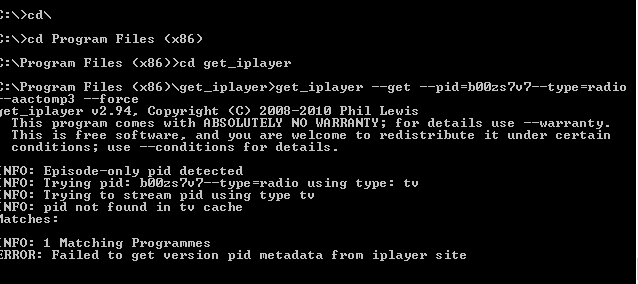 C:\>cd\
C:\>cd Program Files (x86)
C:\Program Files (x86)>cd get_iplayer
C:\Program Files (x86)\get_iplayer>get_iplayer --get --pid=b00zs7v7--type=radio
--aactomp3 --force
get_iplayer v2.94, Copyright (C) 2008-2010 Phil Lewis
This program comes with ABSOLUTELY NO WARRANTY; for details use --warranty.
This is free software, and you are welcome to redistribute it under certain
conditions; use --conditions for details.
INFO: Episode-only pid detected
INFO: Trying pid: b00zs7v7--type=radio using type: tv
INFO: Trying to stream pid using type tv
INFO: pid not found in tv cache
Matches:
INFO: 1 Matching Programmes
ERROR: Failed to get version pid metadata from iplayer site